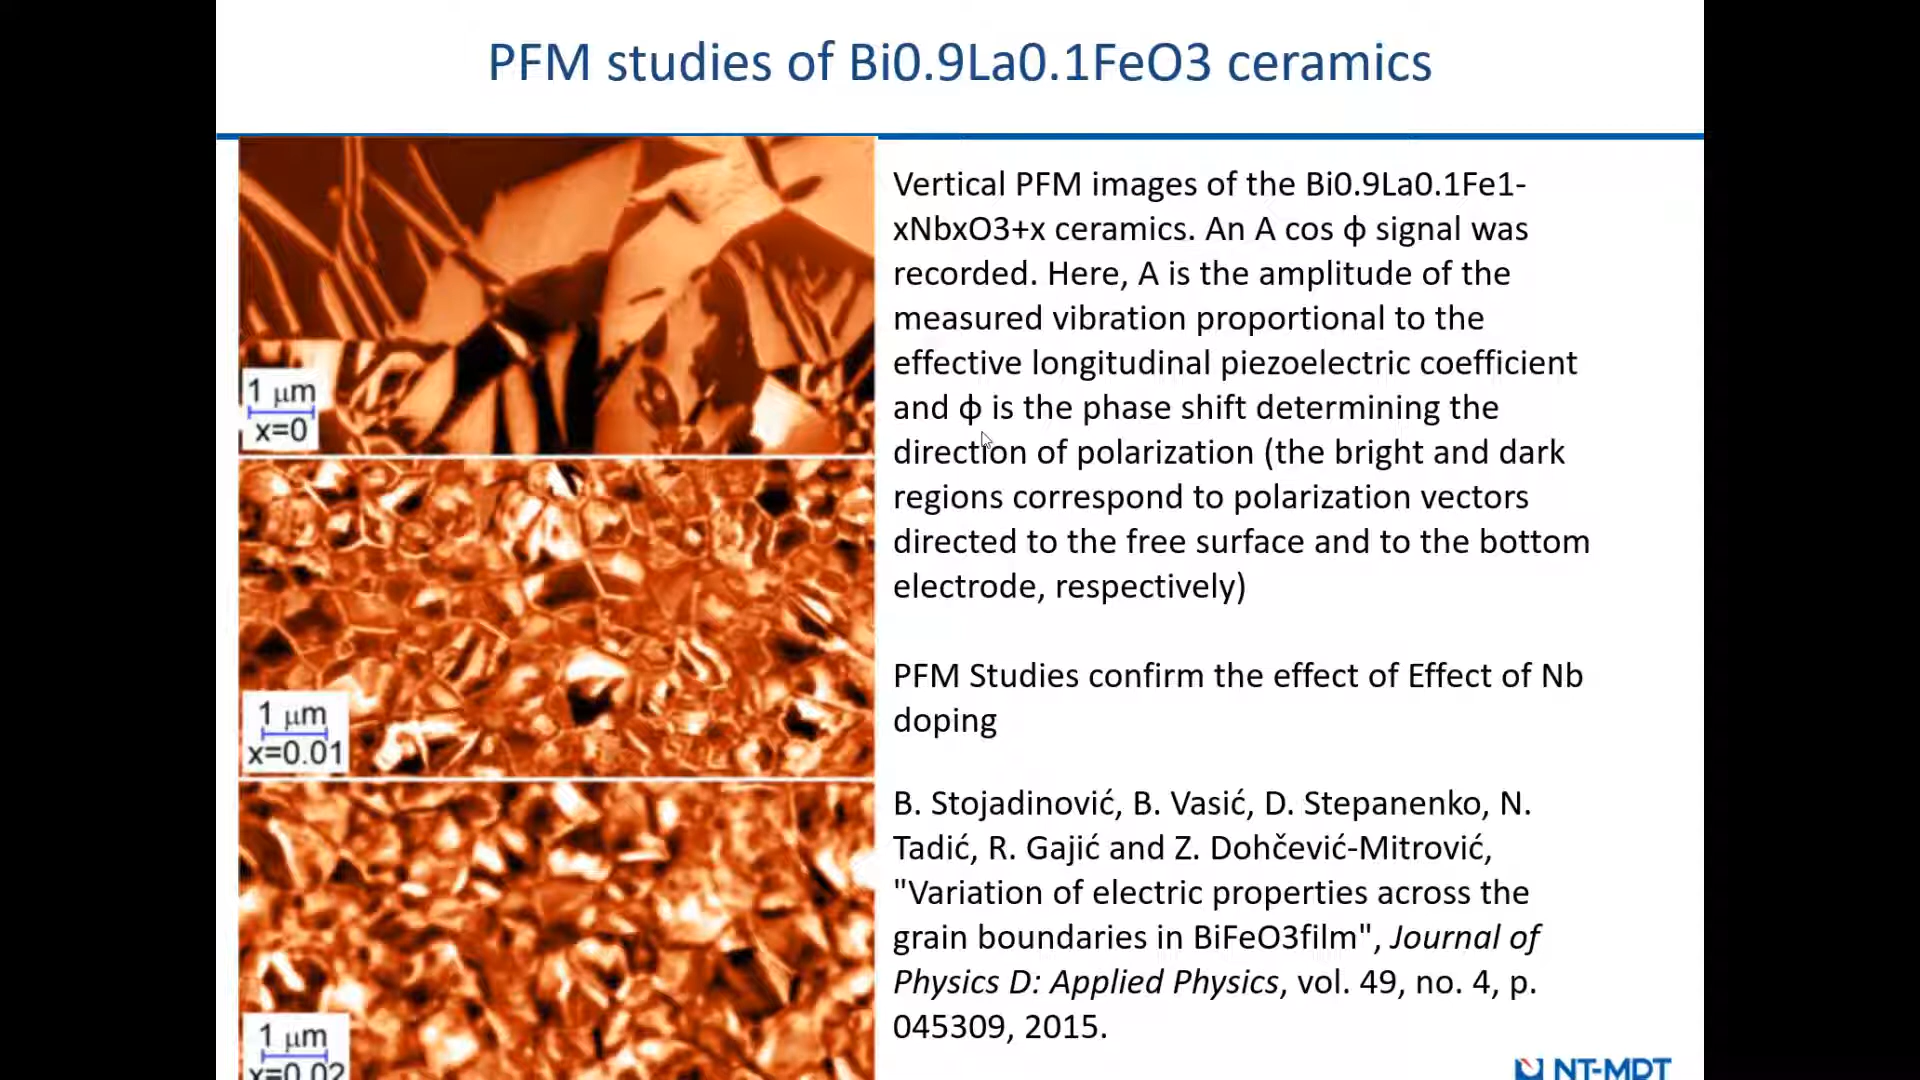 PFM studies of Bi0.9La0.1FeO3 ceramics
1 μm
x=0
1 μm
x=0.01
1 μm
x=0.02
Vertical PFM images of the Bi0.9La0.1Fe1-
xNbxO3+x ceramics. An A cos ф signal was
recorded. Here, A is the amplitude of the
measured vibration proportional to the
effective longitudinal piezoelectric coefficient
and ф is the phase shift determining the
direction of polarization (the bright and dark
regions correspond to polarization vectors
directed to the free surface and to the bottom
electrode, respectively)
PFM Studies confirm the effect of Effect of Nb
doping
B. Stojadinović, B. Vasić, D. Stepanenko, N.
Tadić, R. Gajić and Z. Dohčević-Mitrović,
"Variation of electric properties across the
grain boundaries in BiFeO3film", Journal of
Physics D: Applied Physics, vol. 49, no. 4, p.
045309, 2015.
NT-MDT